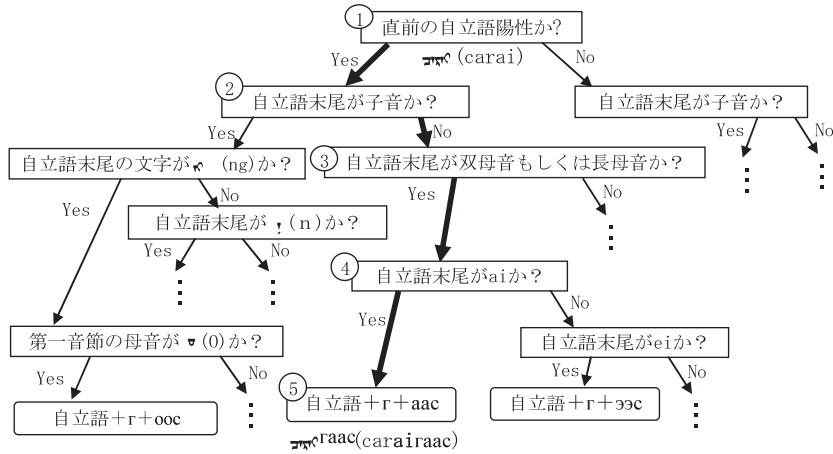 ① 直前の自立語陽性か?
Yes
(carai)
No
② 自立語末尾が子音か？
自立語末尾が子音か？
Yes
No
Yes
No
自立語末尾の文字が (ng)か？
③ 自立語末尾が双母音もしくは長母音か？
⋮
⋮
Yes
No
Yes
No
自立語末尾が (n)か？
⋮
Yes
No
④ 自立語末尾がaiか？
⋮
⋮
Yes
No
第一音節の母音が (0)か？
自立語末尾がeiか？
Yes
No
Yes
No
⑤ 自立語＋г＋аас
自立語＋г＋оос
⋮
自立語＋г＋ээс
⋮
гаас(caraiгаас)